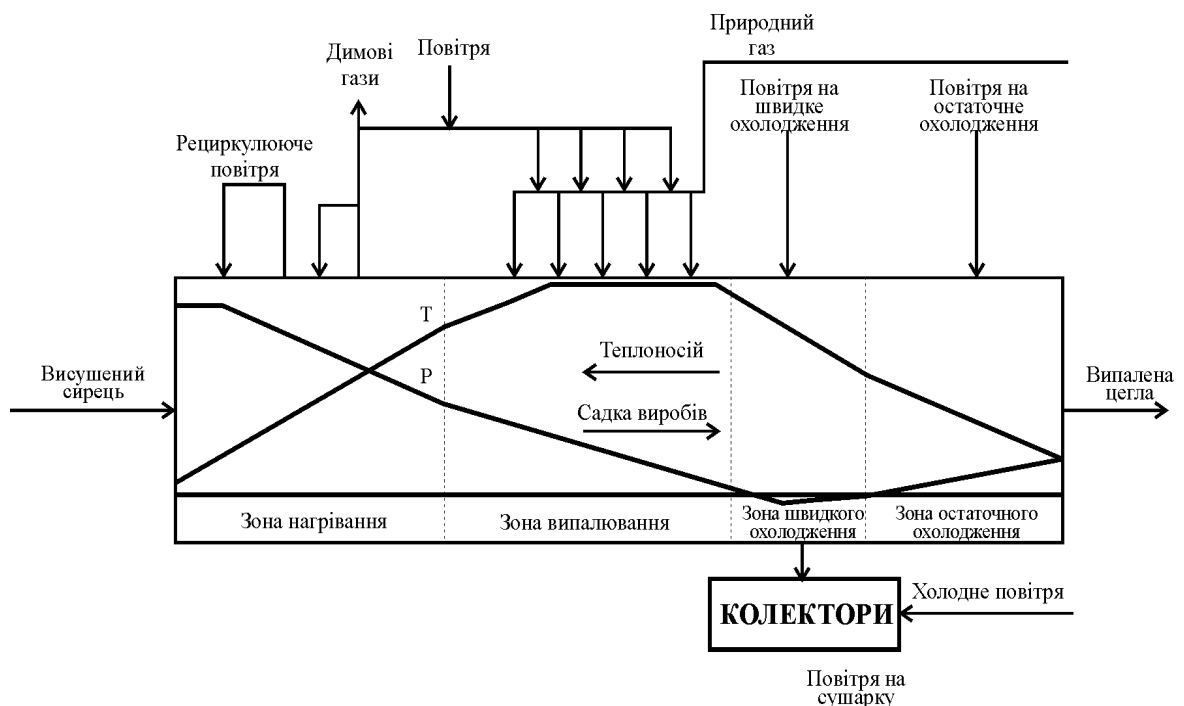 Природний
газ
Димові
гази
Повітря
Повітря на
швидке
охолодження
Повітря на
остаточне
охолодження
Рециркулююче
повітря
Т
Р
Теплоносій
Висушений
сирець
Садка виробів
Випалена
цегла
Зона нагрівання
Зона випалювання
Зона швидкого
охолодження
Зона остаточного
охолодження
КОЛЕКТОРИ
Холодне повітря
Повітря на
сушарку